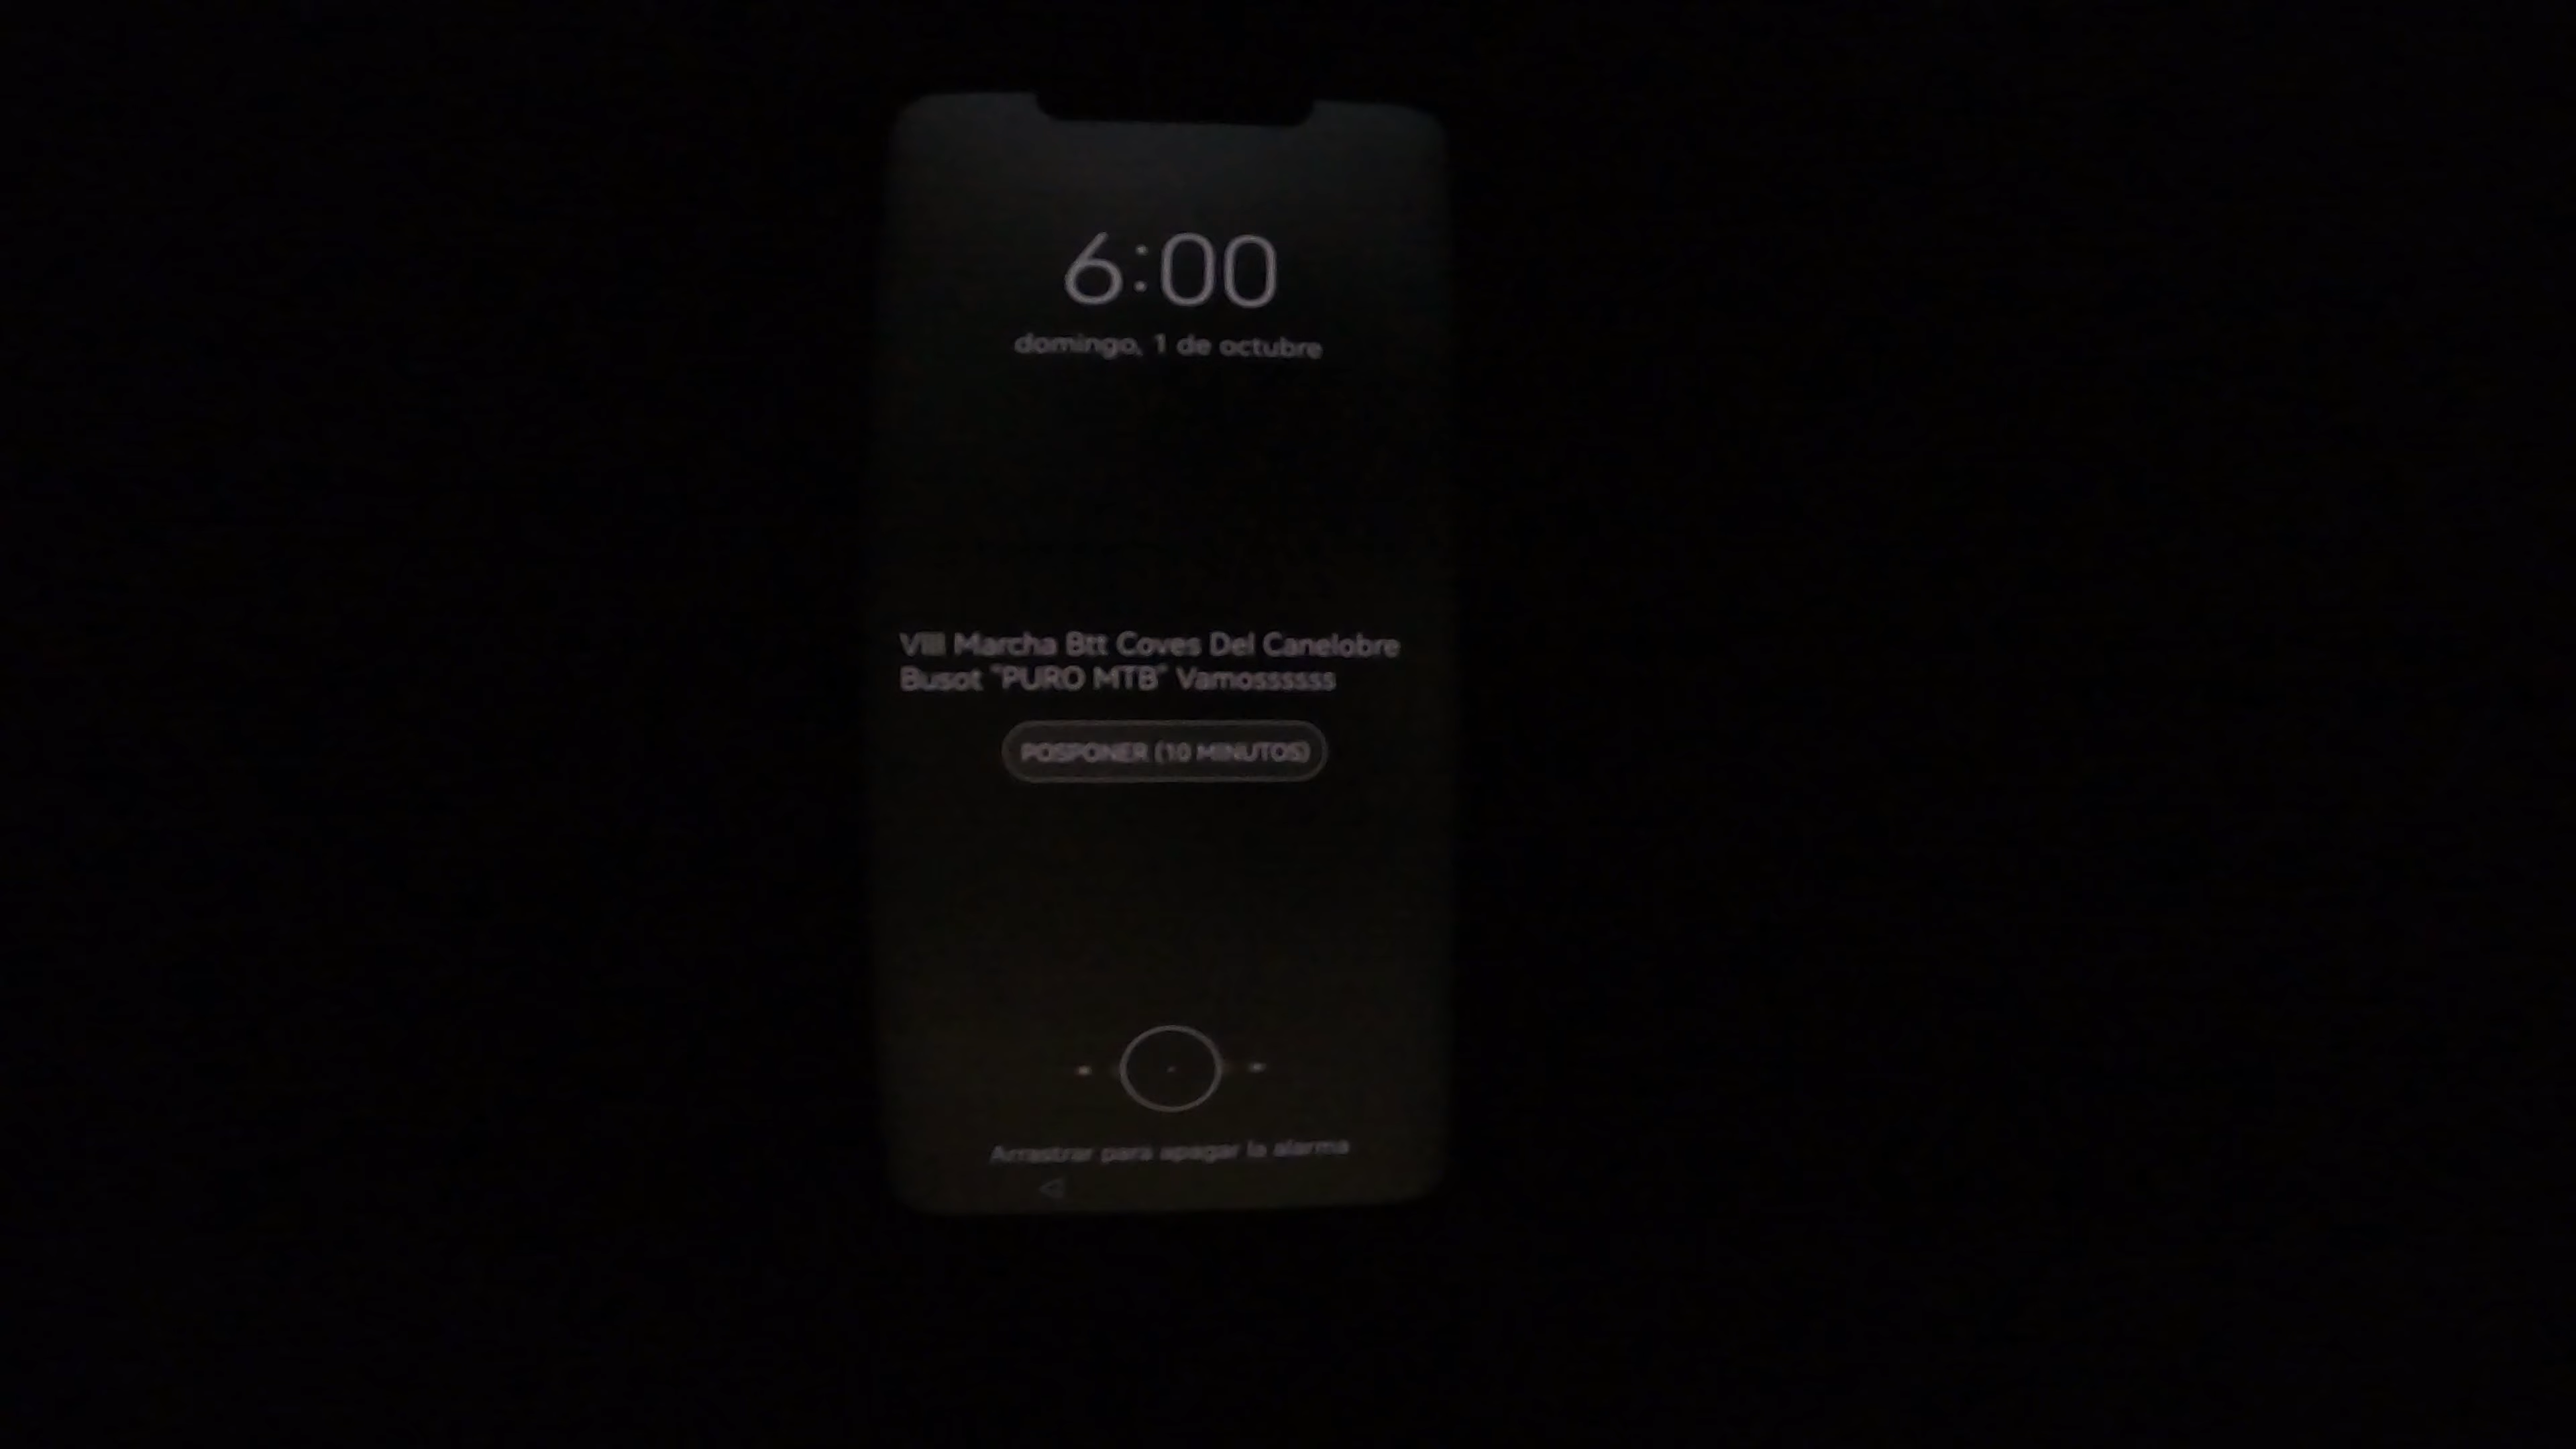 6:00
domingo, 1 de octubre
VIII Marcha Btt Coves Del Canelobre
Busot "PURO MTB" Vamosssssss
POSPONER (10 MINUTOS)
Arrastrar para apagar la alarma